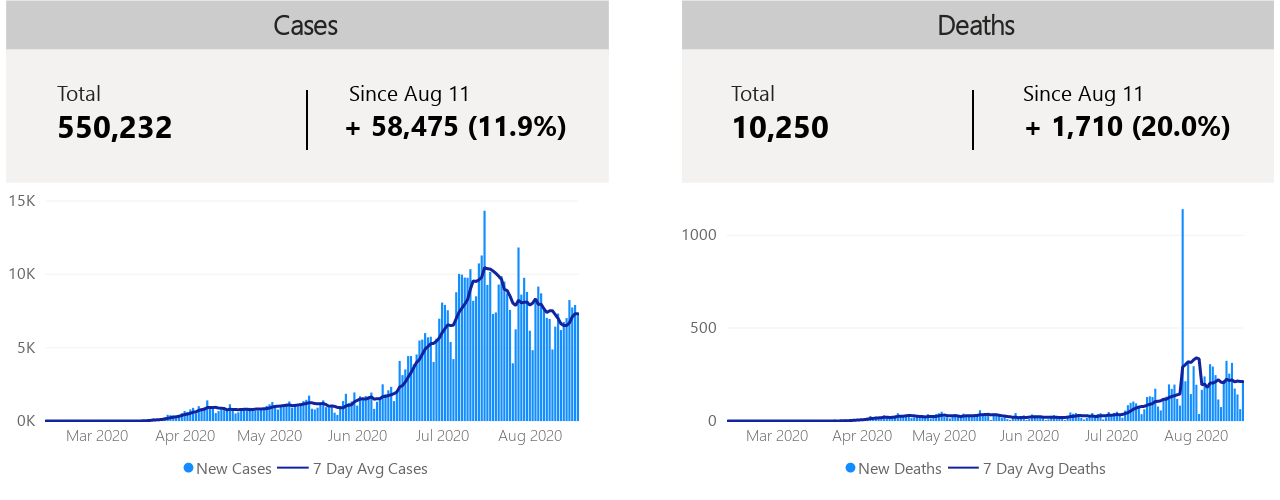 Cases
Total
550,232
Since Aug 11
+ 58,475 (11.9%)
15K
10K
5K
0K
Mar 2020 Apr 2020 May 2020 Jun 2020 Jul 2020 Aug 2020
New Cases 7 Day Avg Cases
Deaths
Total
10,250
Since Aug 11
+ 1,710 (20.0%)
1000
500
0
Mar 2020 Apr 2020 May 2020 Jun 2020 Jul 2020 Aug 2020
New Deaths 7 Day Avg Deaths